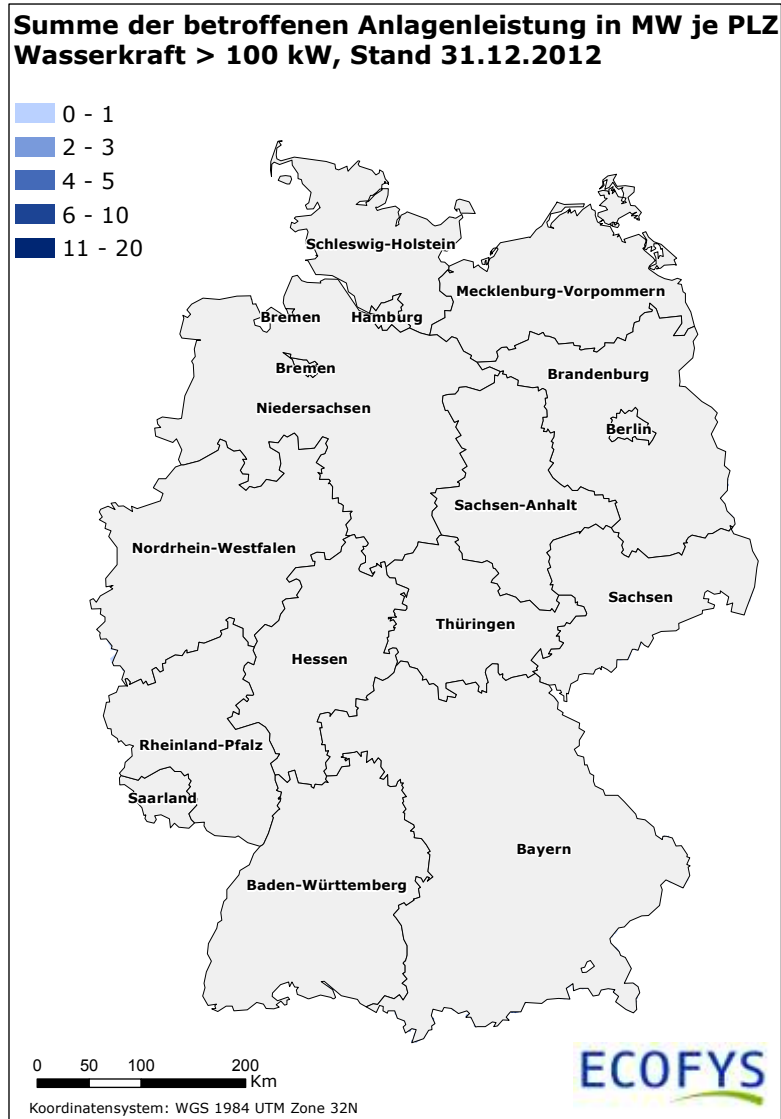 Summe der betroffenen Anlagenleistung in MW je PLZ
Wasserkraft > 100 kW, Stand 31.12.2012
0 - 1
2 - 3
4 - 5
6 - 10
11 - 20
Schleswig-Holstein
Mecklenburg-Vorpommern
Bremen
Hamburg
Bremen
Brandenburg
Niedersachsen
Berlin
Sachsen-Anhalt
Nordrhein-Westfalen
Sachsen
Thüringen
Hessen
Rheinland-Pfalz
Saarland
Bayern
Baden-Württemberg
0 50 100 200
Km
Koordinatensystem: WGS 1984 UTM Zone 32N
ECOFYS